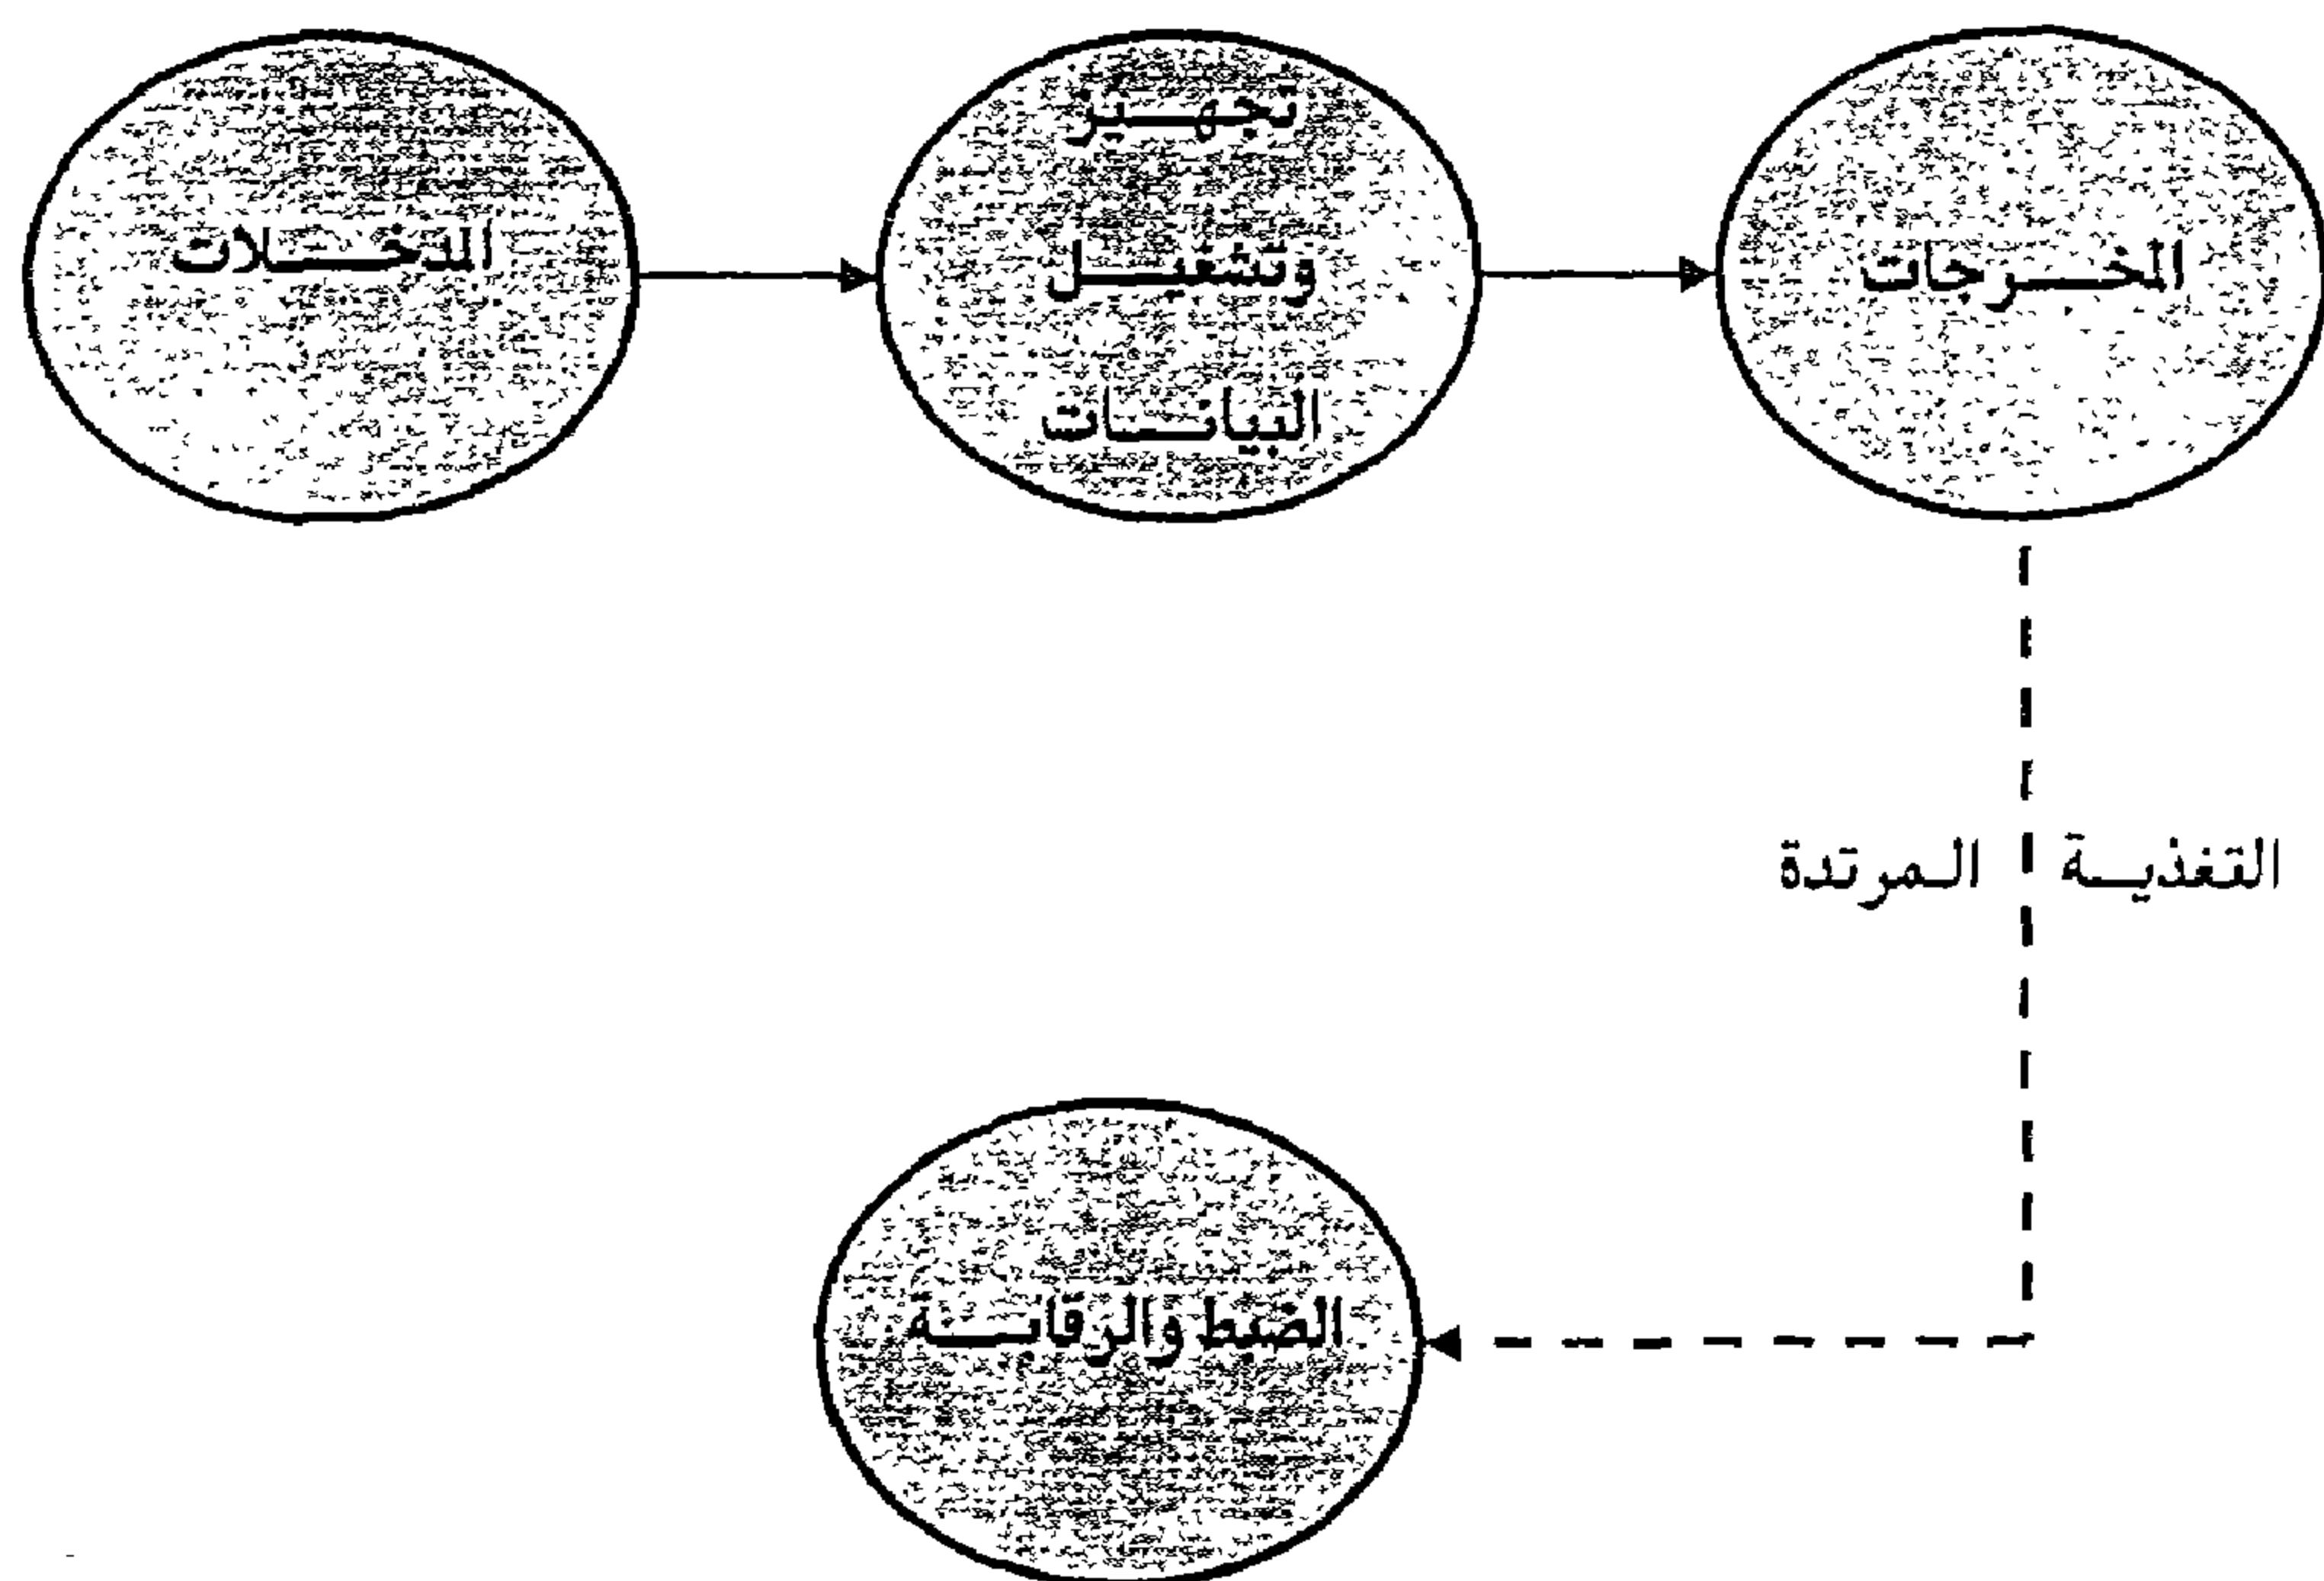 المدخلات
تجهيز
وتشغيل
البيانات
المخرجات
التغذية المرتدة
الضبط والرقابة